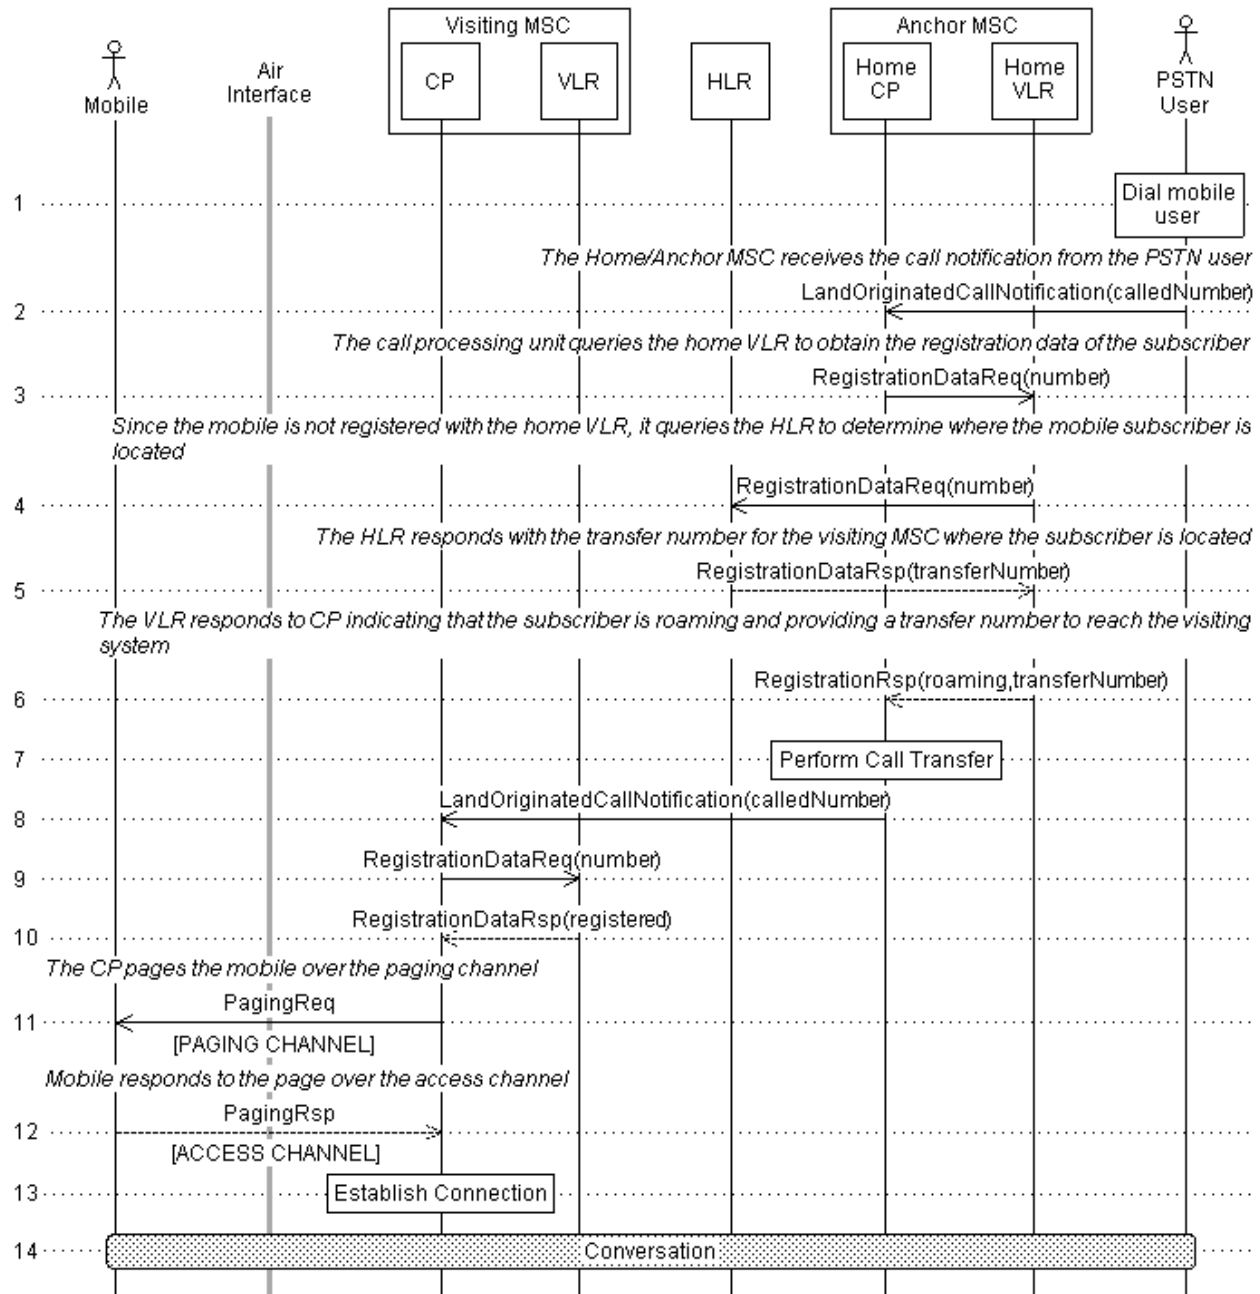 Visiting MSC
Anchor MSC
Mobile
Air
Interface
CP
VLR
HLR
Home
CP
Home
VLR
PSTN
User
1
Dial mobile
user
The Home/Anchor MSC receives the call notification from the PSTN user
LandOriginatedCallNotification(calledNumber)
2
The call processing unit queries the home VLR to obtain the registration data of the subscriber
RegistrationDataReq(number)
3
Since the mobile is not registered with the home VLR, it queries the HLR to determine where the mobile subscriber is
located
RegistrationDataReq(number)
4
The HLR responds with the transfer number for the visiting MSC where the subscriber is located
RegistrationDataRsp(transferNumber)
5
The VLR responds to CP indicating that the subscriber is roaming and providing a transfer number to reach the visiting
system
RegistrationRsp(roaming,transferNumber)
6
7
Perform Call Transfer
LandOriginatedCallNotification(calledNumber)
8
RegistrationDataReq(number)
9
RegistrationDataRsp(registered)
10
The CP pages the mobile over the paging channel
PagingReq
11
[PAGING CHANNEL]
Mobile responds to the page over the access channel
PagingRsp
12
[ACCESS CHANNEL]
13
Establish Connection
14
Conversation